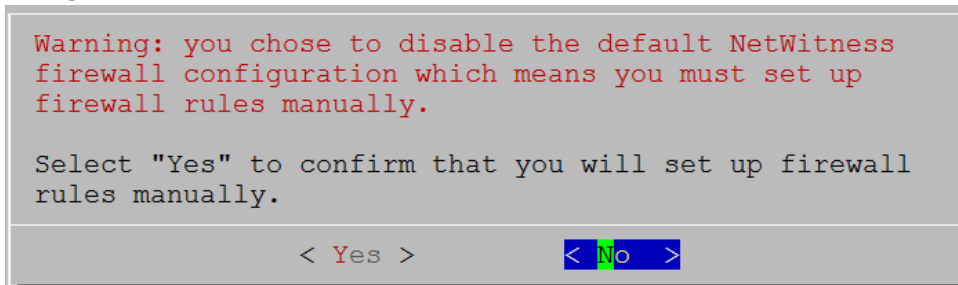 Warning: you chose to disable the default NetWitness
firewall configuration which means you must set up
firewall rules manually.
Select "Yes" to confirm that you will set up firewall
rules manually.
< Yes > < No >